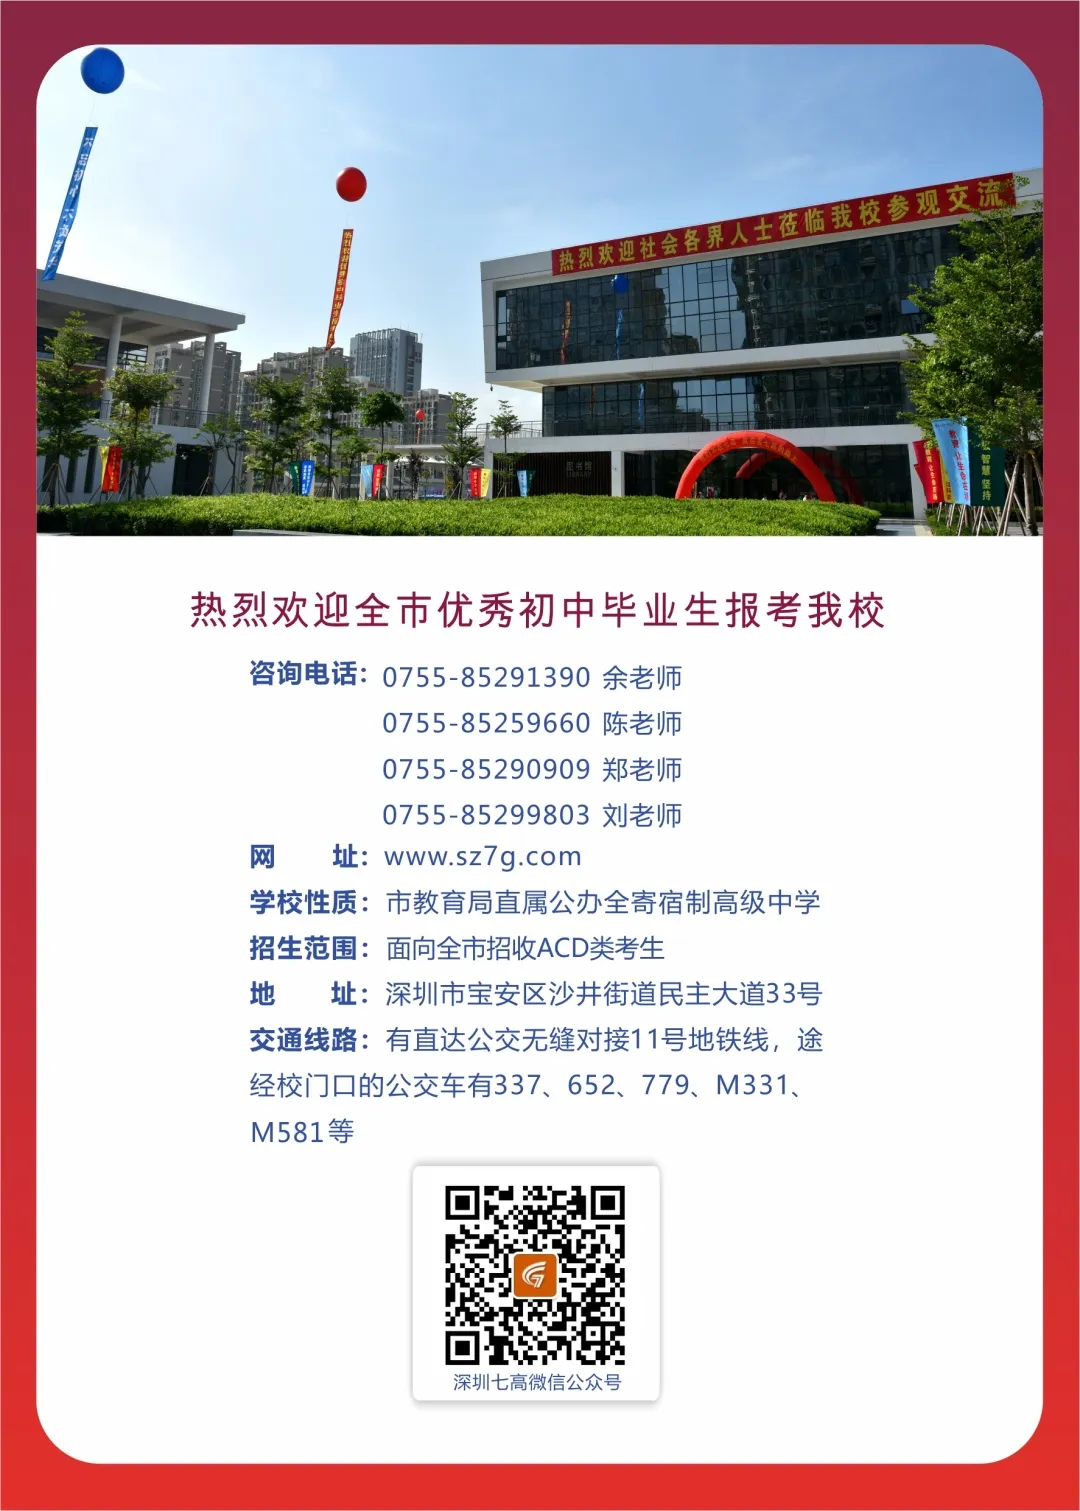 热烈欢迎社会各界人士莅临我校参观交流
图书馆
智慧 坚持
热烈欢迎全市优秀初中毕业生报考我校
咨询电话：0755-85291390 余老师
0755-85259660 陈老师
0755-85290909 郑老师
0755-85299803 刘老师
网 址：www.sz7g.com
学校性质：市教育局直属公办全寄宿制高级中学
招生范围：面向全市招收ACD类考生
地 址：深圳市宝安区沙井街道民主大道33号
交通线路：有直达公交无缝对接11号地铁线，途
经校门口的公交车有337、652、779、M331、
M581等
深圳七高微信公众号